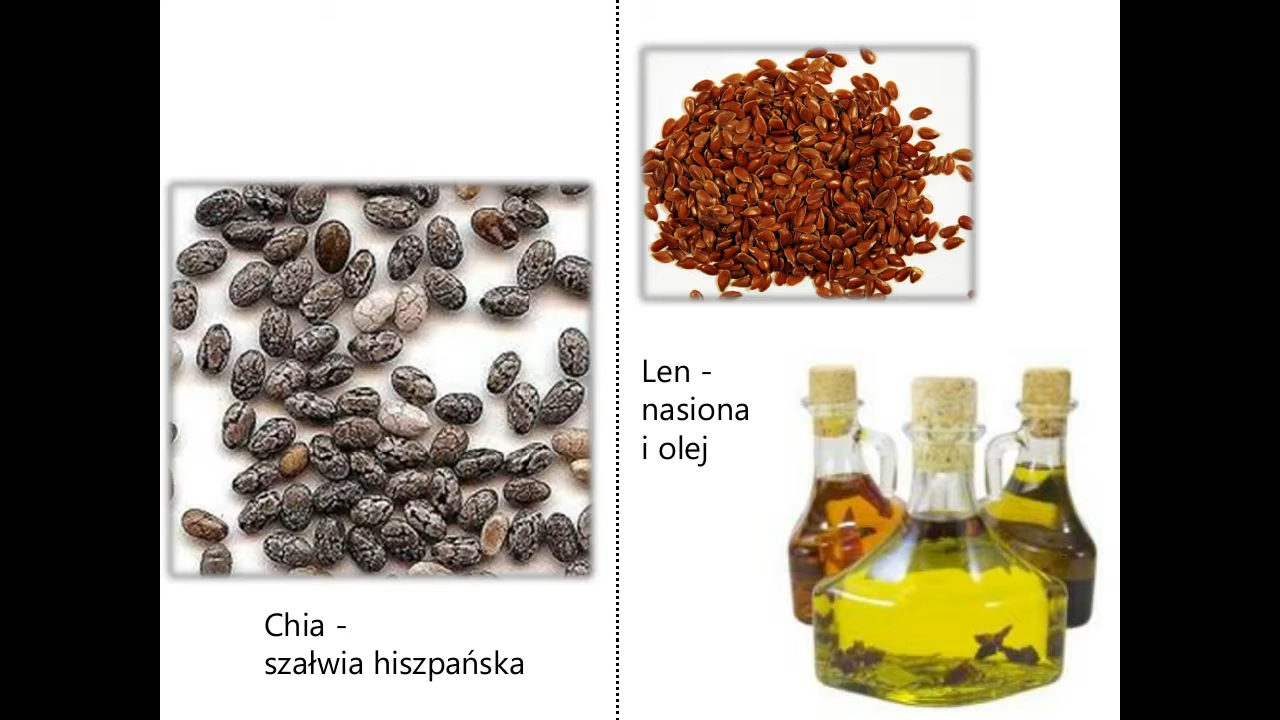 Chia -
szałwia hiszpańska
Len -
nasiona
i olej